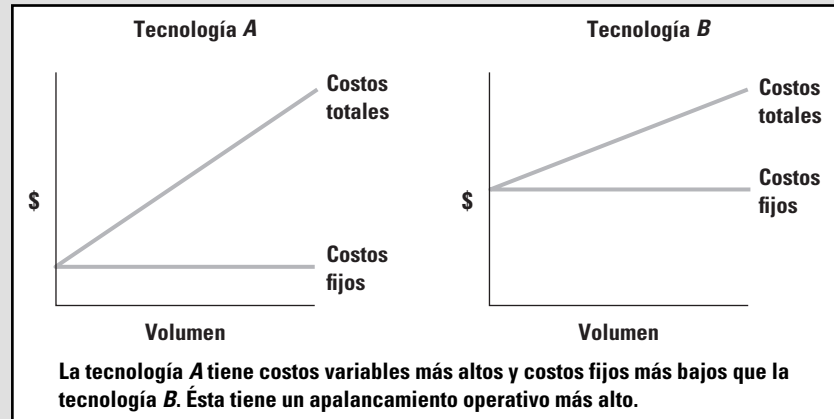 Tecnología A
Costos
totales
$
Costos
fijos
Volumen
Tecnología B
Costos
totales
Costos
fijos
$
Volumen
La tecnología A tiene costos variables más altos y costos fijos más bajos que la
tecnología B. Ésta tiene un apalancamiento operativo más alto.